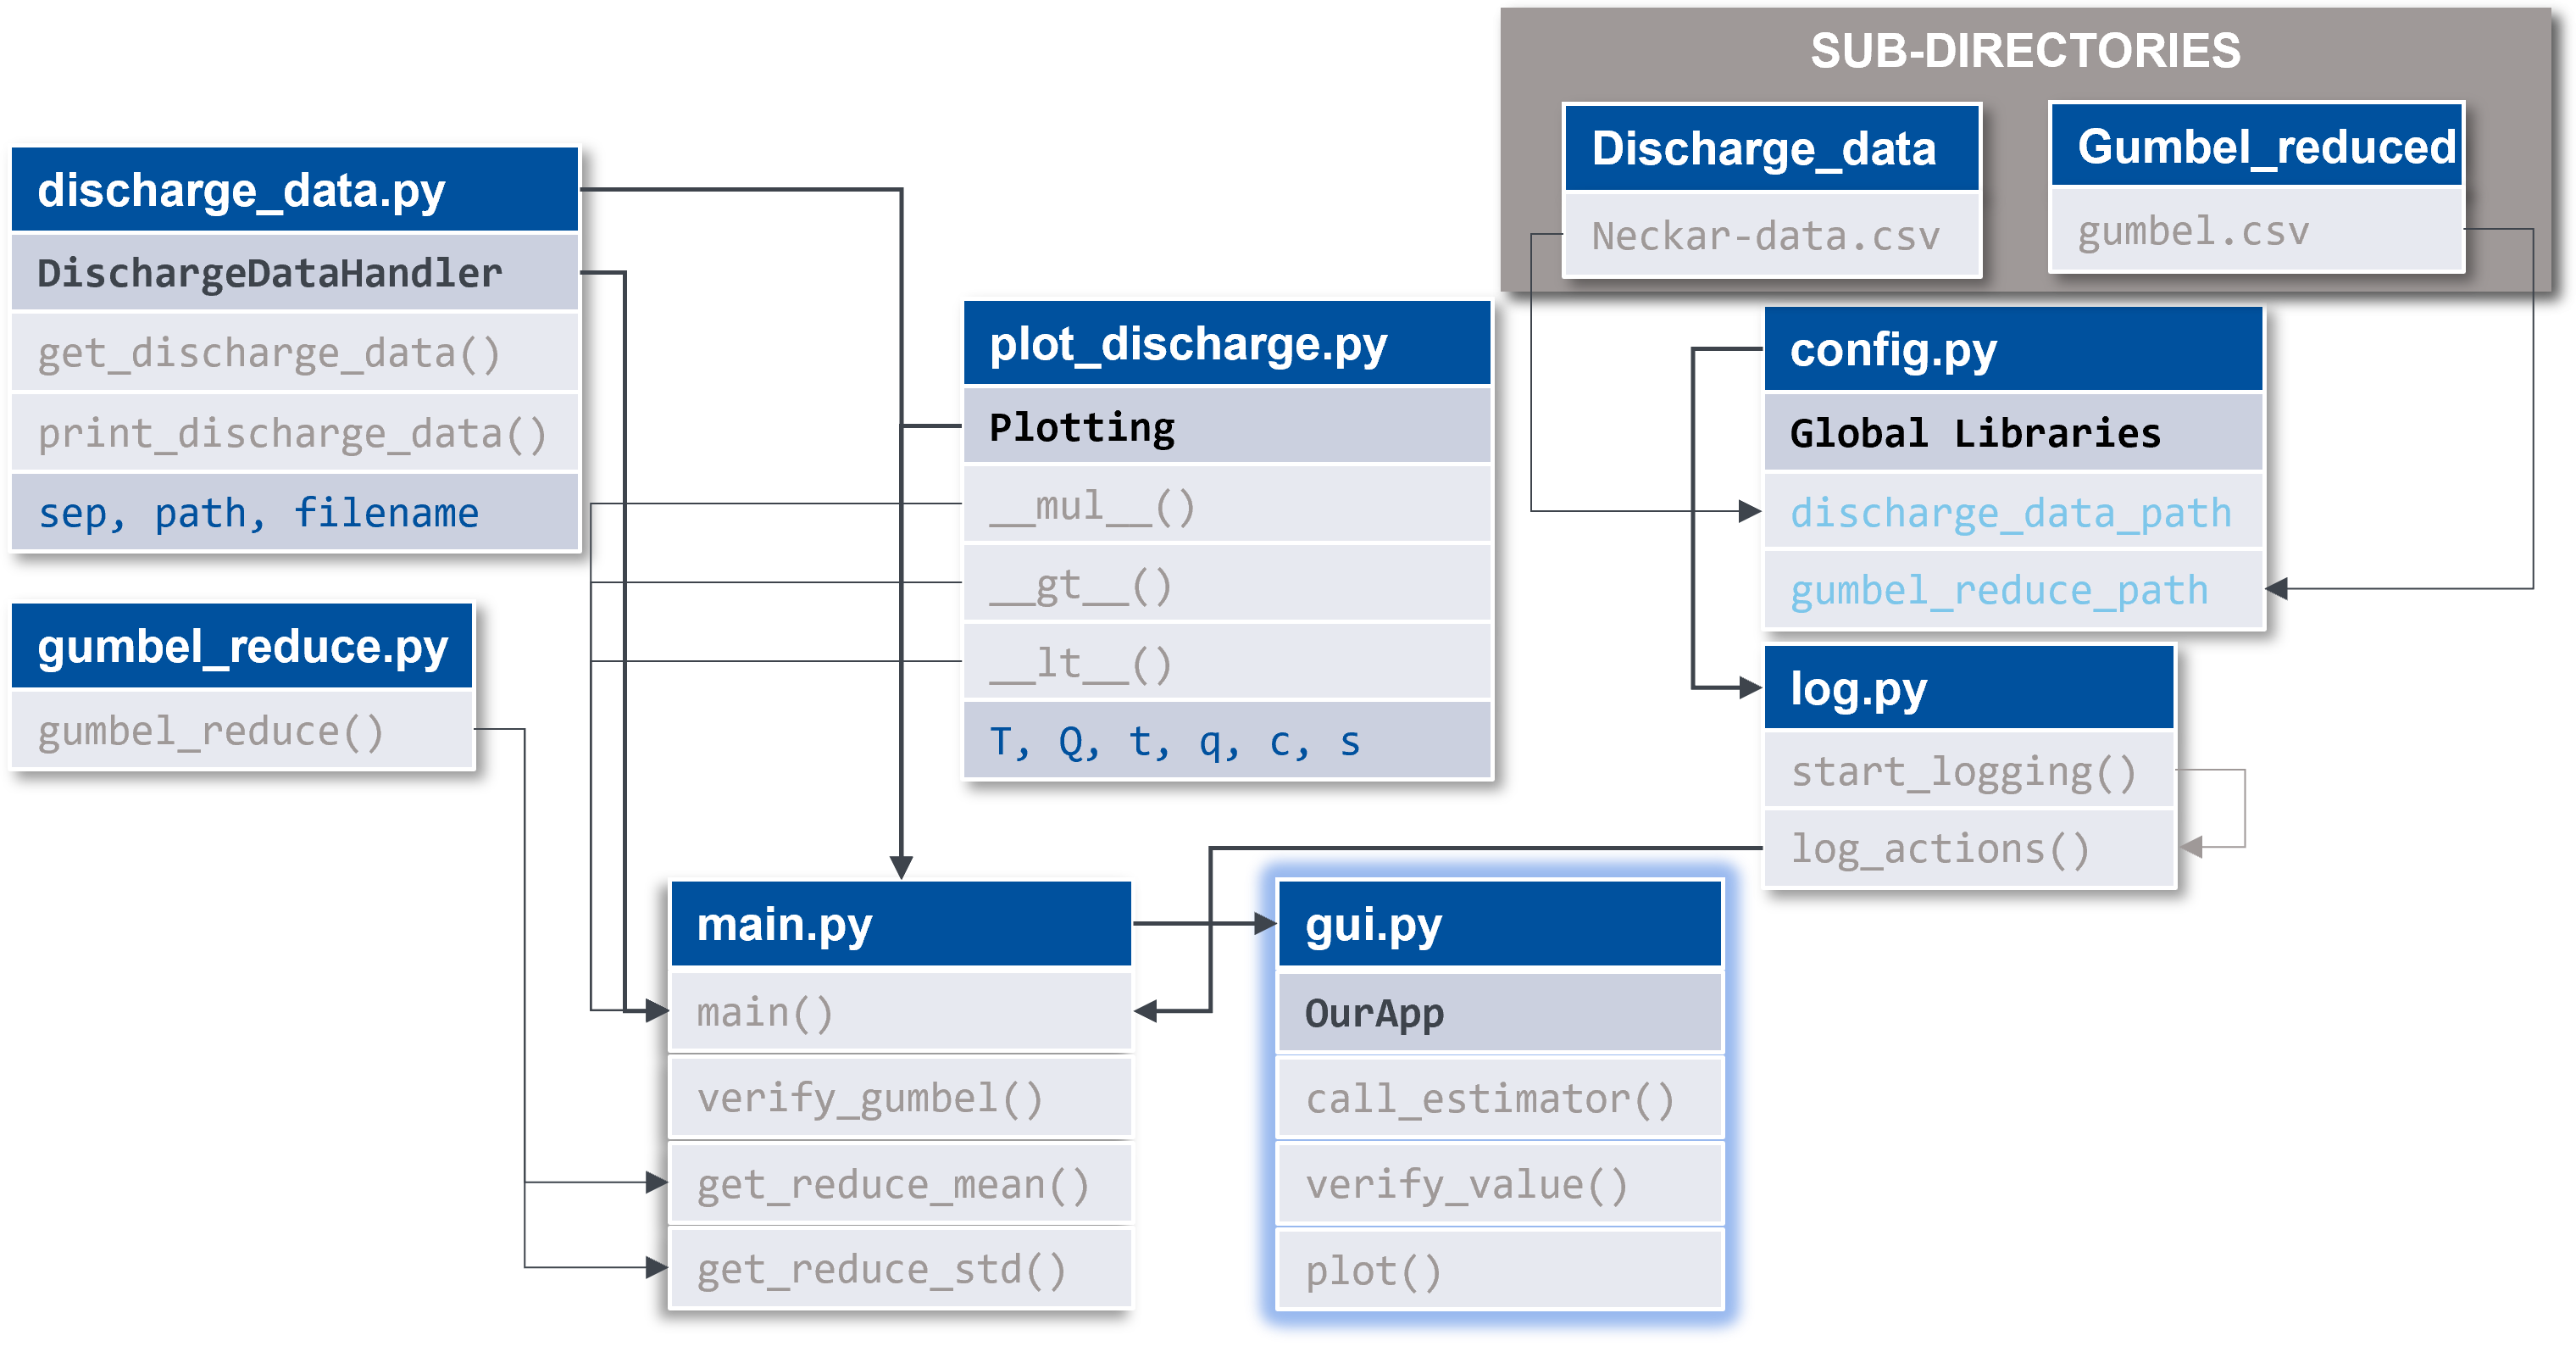 SUB-DIRECTORIES
Discharge_data
Neckar-data.csv
Gumbel_reduced
gumbel.csv
discharge_data.py
DischargeDataHandler
get_discharge_data()
print_discharge_data()
sep, path, filename
gumbel_reduce.py
gumbel_reduce()
plot_discharge.py
Plotting
__mul__()
__gt__()
__lt__()
T, Q, t, q, c, s
config.py
Global Libraries
discharge_data_path
gumbel_reduce_path
log.py
start_logging()
log_actions()
main.py
main()
verify_gumbel()
get_reduce_mean()
get_reduce_std()
gui.py
OurApp
call_estimator()
verify_value()
plot()